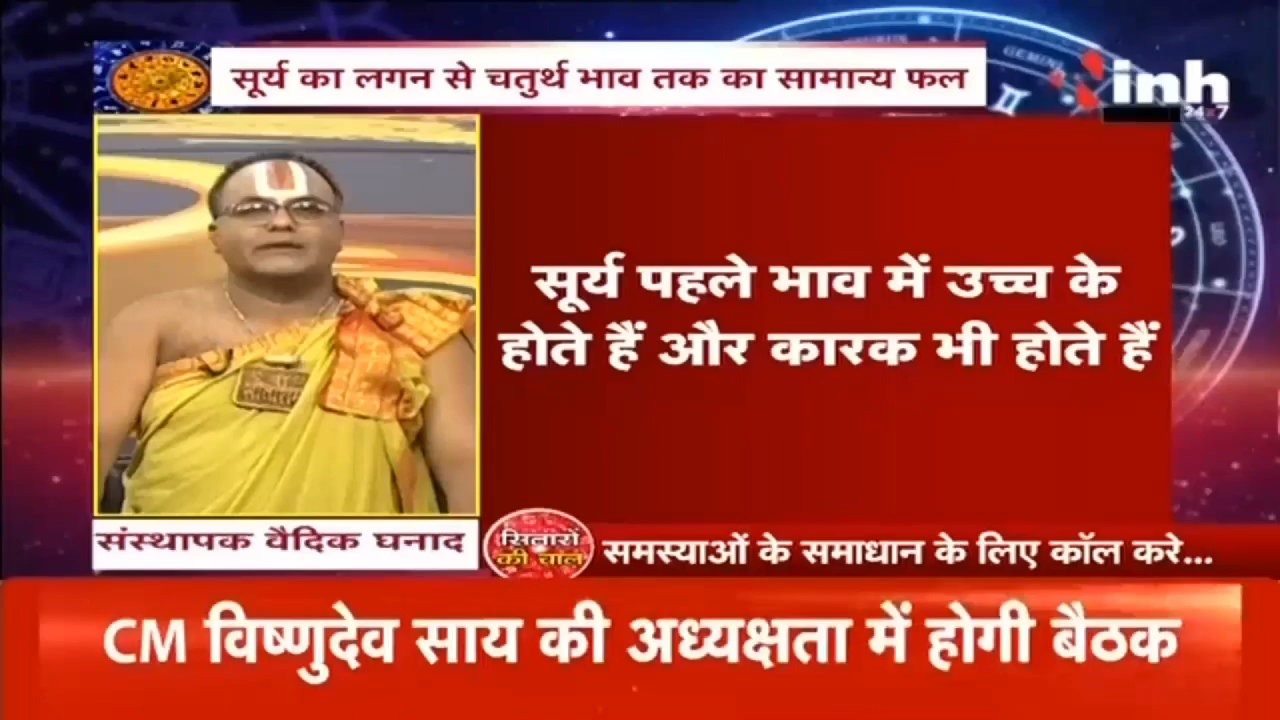 सूर्य का लगन से चतुर्थ भाव तक का सामान्य फल
GEMINI
inh
24x7
सूर्य पहले भाव में उच्च के
होते हैं और कारक भी होते हैं
संस्थापक वैदिक घनाद
सितारों
की चाल
समस्याओं के समाधान के लिए कॉल करे...
CM विष्णुदेव साय की अध्यक्षता में होगी बैठक